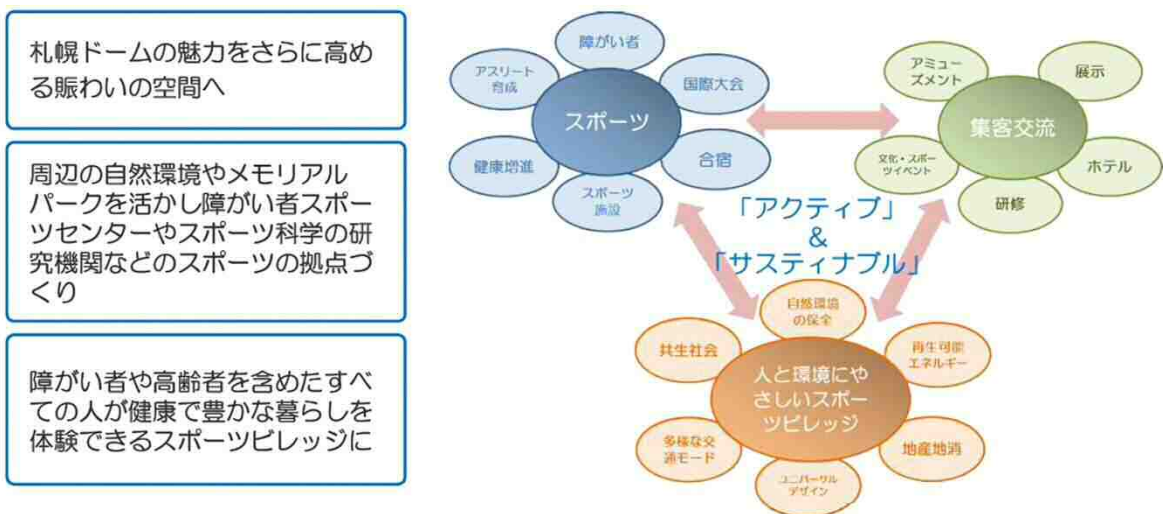 札幌ドームの魅力をさらに高め
る賑わいの空間へ
周辺の自然環境やメモリアル
パークを活かし障がい者スポー
ツセンターやスポーツ科学の研
究機関などのスポーツの拠点づ
くり
障がい者や高齢者を含めたすべ
ての人が健康で豊かな暮らしを
体験できるスポーツビレッジに
障がい者
アスリート
育成
国際大会
スポーツ
健康増進
合宿
スポーツ
施設
アミュー
ズメント
展示
集客交流
文化・スポー
ツイベント
ホテル
研修
「アクティブ」
&
「サスティナブル」
自然環境
の保全
共生社会
再生可能
エネルギー
人と環境にや
さしいスポー
ツビレッジ
多様な交
通モード
地産地消
ユニバーサル
デザイン